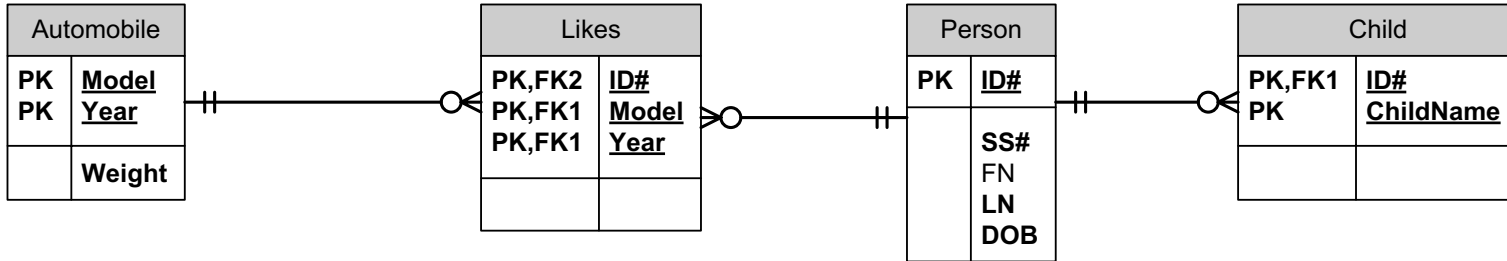 Automobile
PK Model
PK Year
Weight
Likes
PK,FK2 ID#
PK,FK1 Model
PK,FK1 Year
Person
PK ID#
SS#
FN
LN
DOB
Child
PK,FK1 ID#
PK ChildName